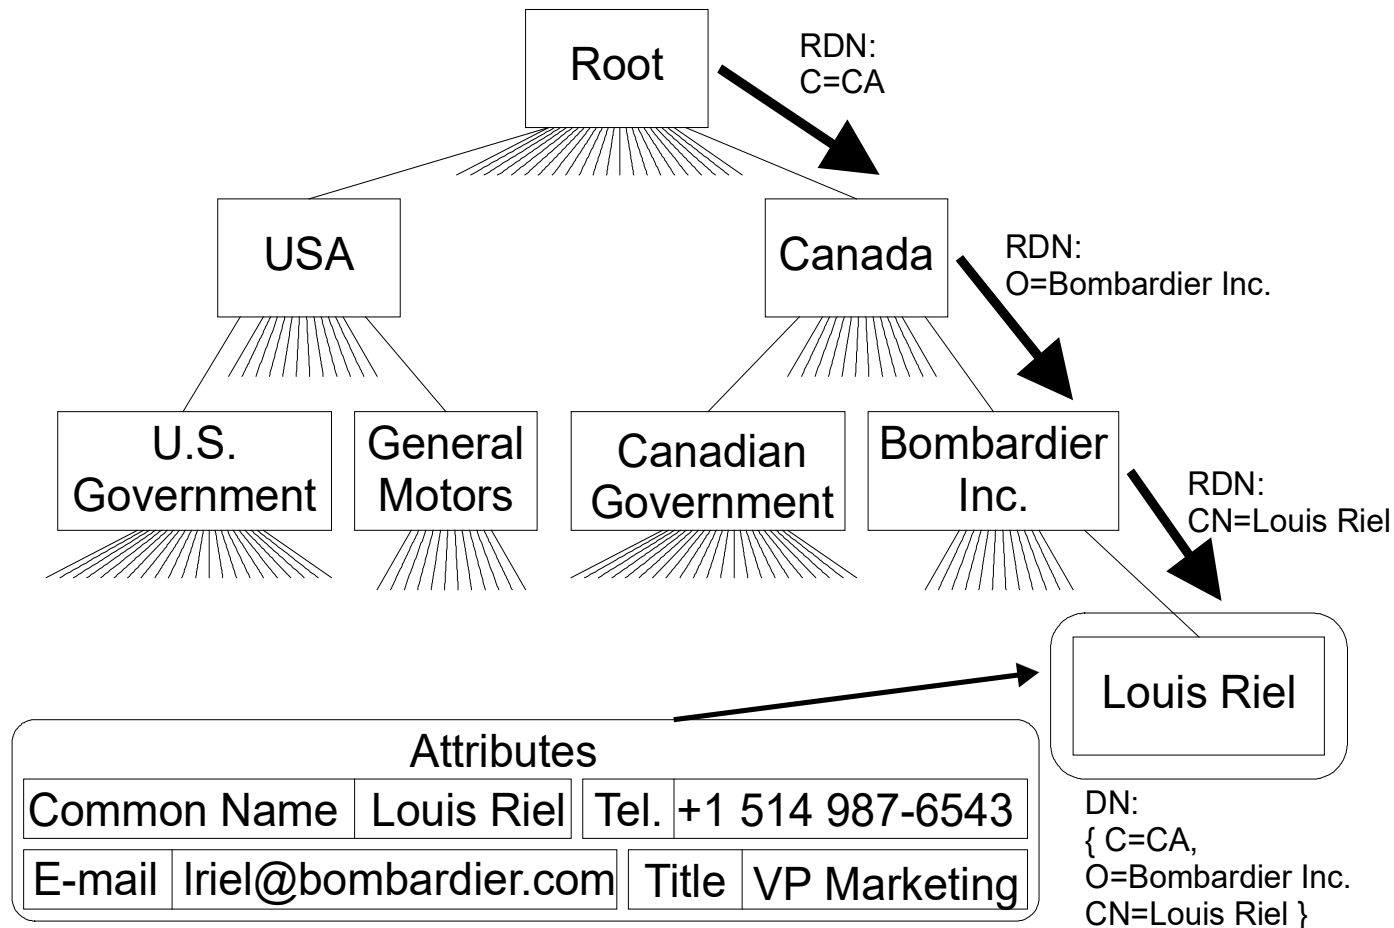 Root
RDN:
C=CA
USA
Canada
RDN:
O=Bombardier Inc.
U.S.
Government
General
Motors
Canadian
Government
Bombardier
Inc.
RDN:
CN=Louis Riel
Louis Riel
Attributes
Common Name Louis Riel Tel. +1 514 987-6543
E-mail lriel@bombardier.com Title VP Marketing
DN:
{ C=CA,
O=Bombardier Inc.
CN=Louis Riel }